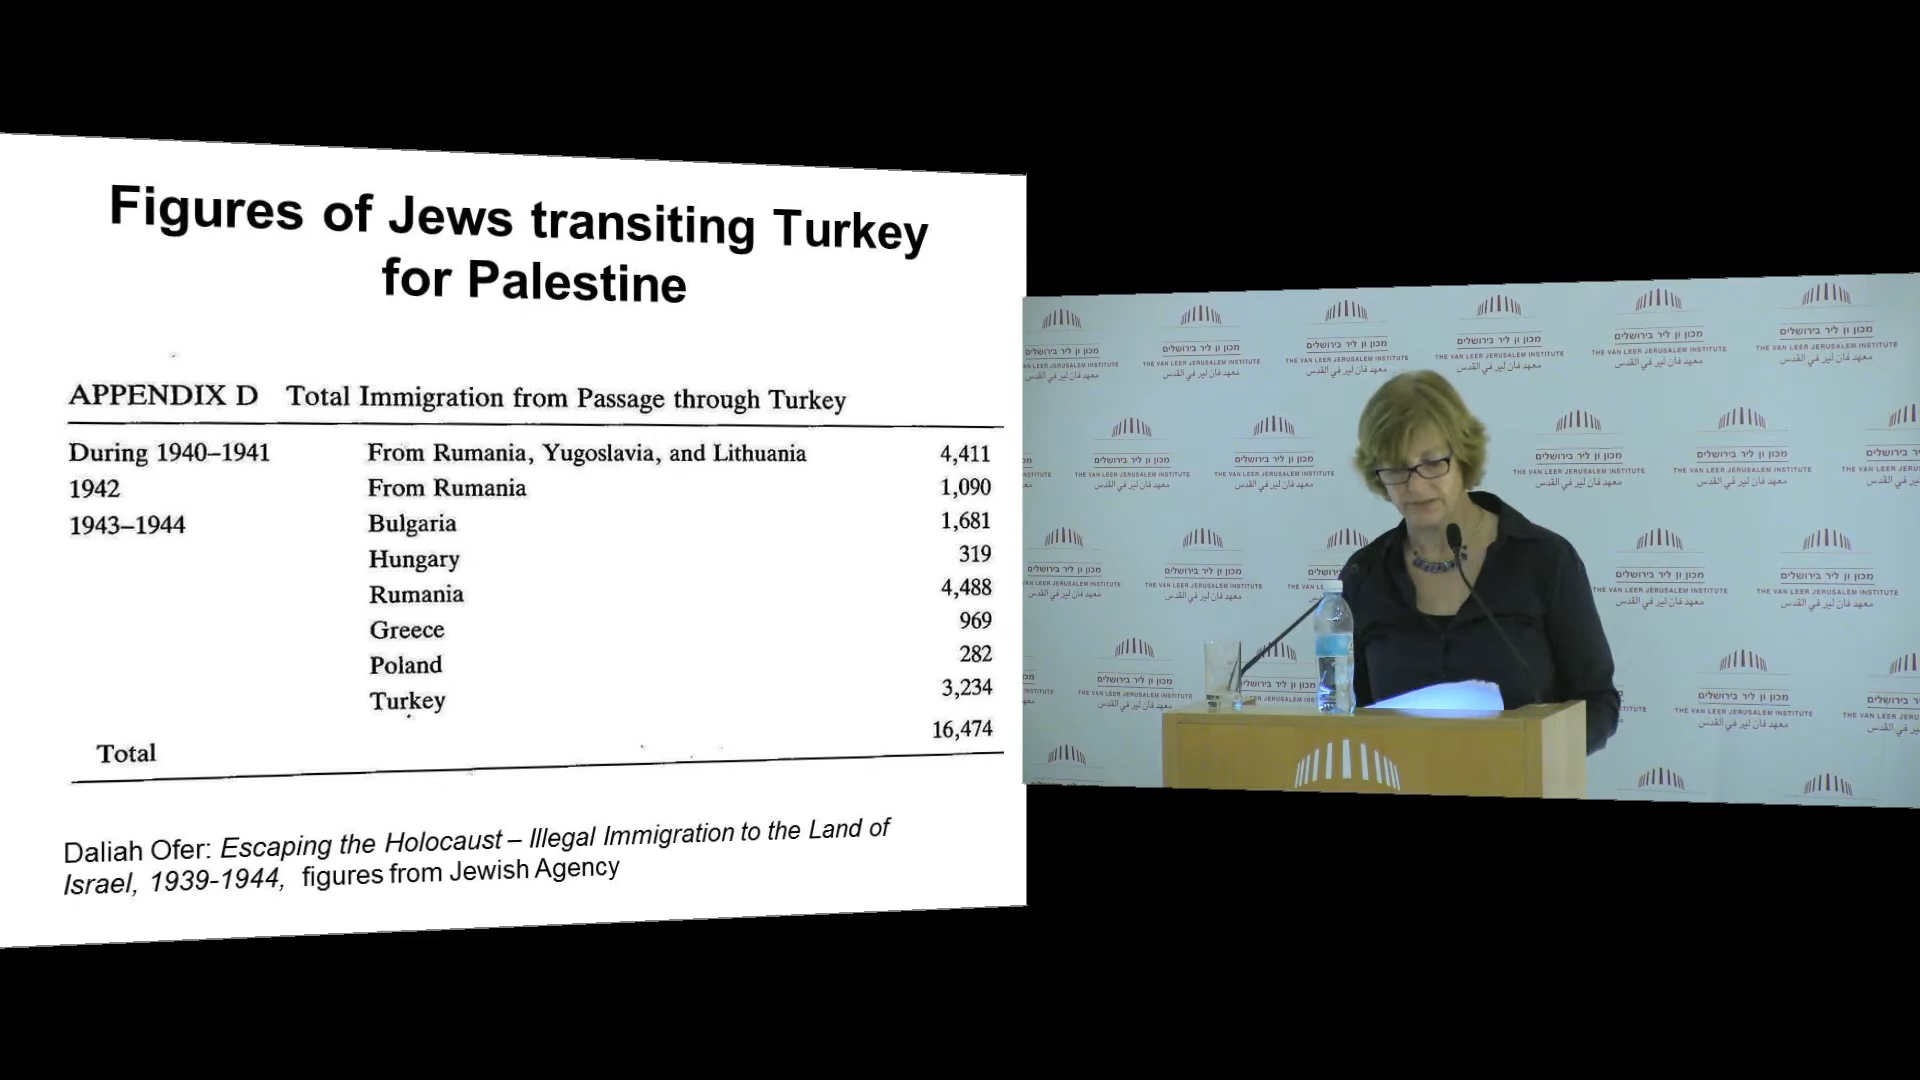 Figures of Jews transiting Turkey
for Palestine
APPENDIX D Total Immigration from Passage through Turkey
During 1940–1941 From Rumania, Yugoslavia, and Lithuania 4,411
1942 From Rumania 1,090
1943–1944 Bulgaria 1,681
Hungary 319
Rumania 4,488
Greece 969
Poland 282
Turkey 3,234
Total 16,474
Daliah Ofer: Escaping the Holocaust – Illegal Immigration to the Land of
Israel, 1939-1944, figures from Jewish Agency
מכון ון ליר בירושלים
THE VAN LEER JERUSALEM INSTITUTE
معهد فان لير في القدس